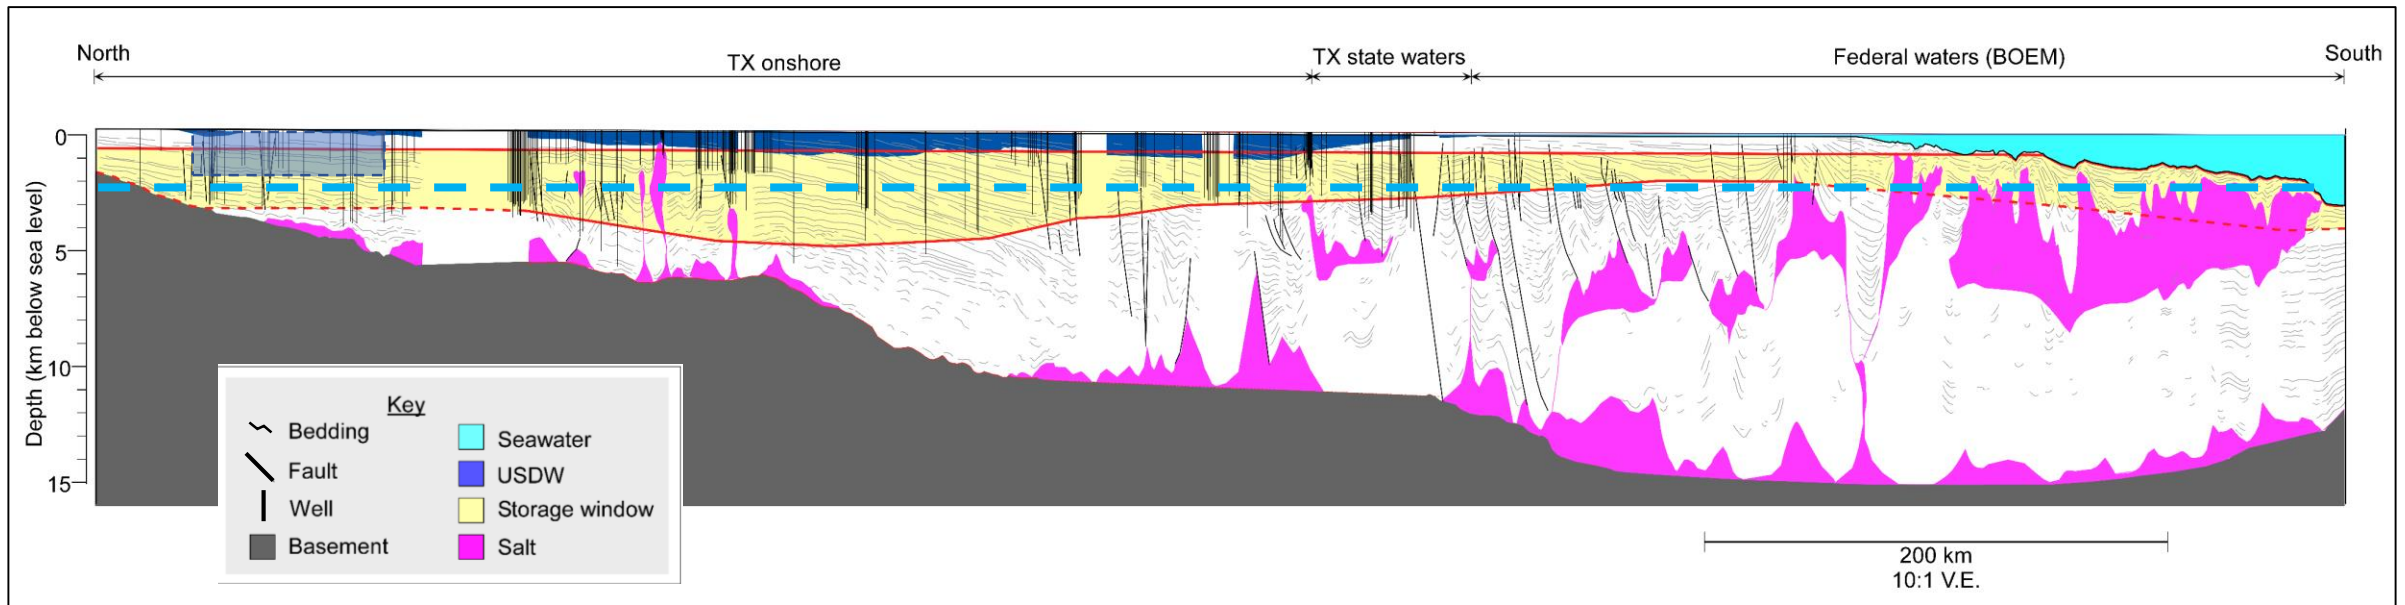 North
TX onshore
TX state waters
Federal waters (BOEM)
South
Depth (km below sea level)
0
5
10
15
Key
Bedding
Fault
Well
Basement
Seawater
USDW
Storage window
Salt
200 km
10:1 V.E.